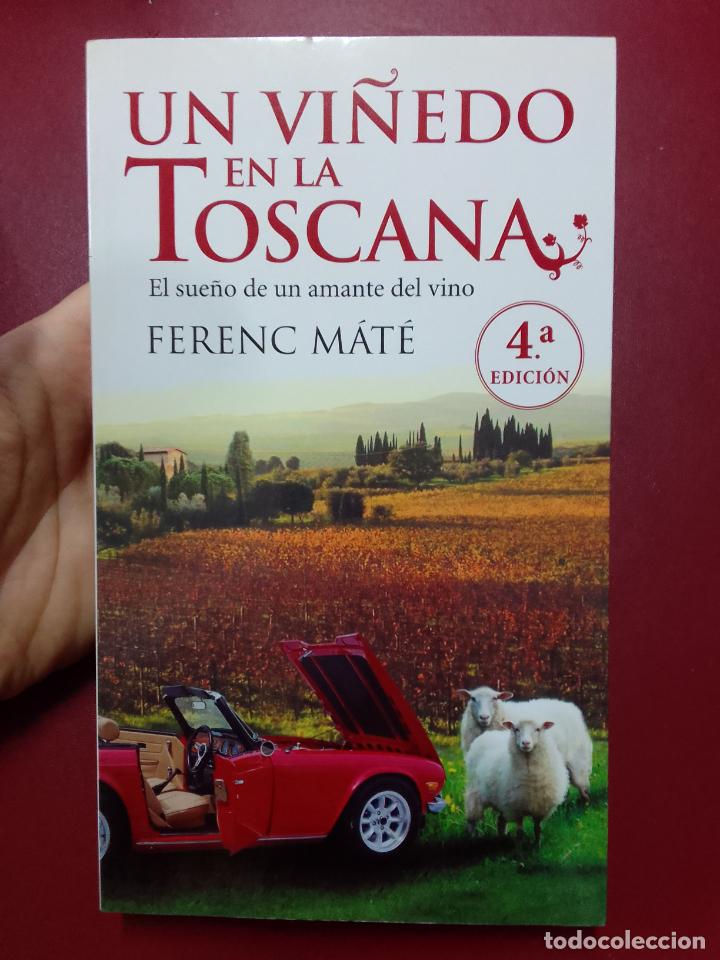 UN VIÑEDO
EN LA
TOSCANA
El sueño de un amante del vino
FERENC MÁTÉ
4.ª
EDICIÓN
todocoleccion